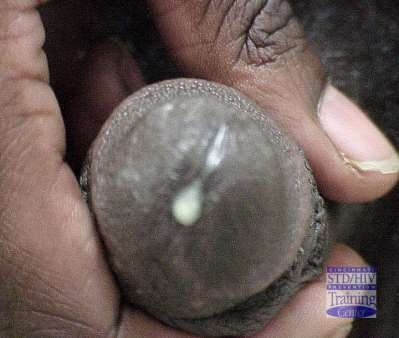 CINCINNATI
STD/HIV
PREVENTION
Training
Center